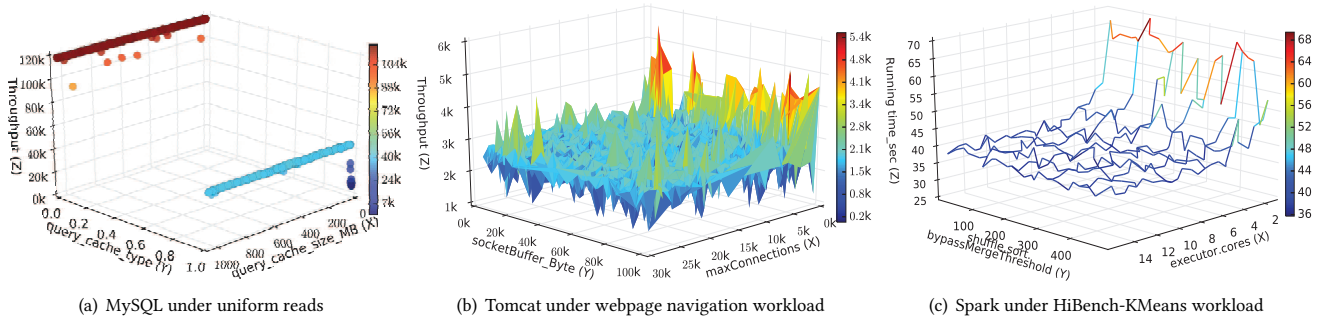 120k
100k
80k
60k
40k
20k
0k
Throughput (Z)
0.0
0.2
0.4
0.6
0.8
1.0
query_cache_type (Y)
1000
800
600
400
200
0
query_cache_size_MB (X)
104k
88k
72k
56k
40k
24k
7k
6k
5k
4k
3k
2k
1k
Throughput (Z)
0k
20k
40k
60k
80k
100k
socketBuffer_Byte (Y)
30k
25k
20k
15k
10k
5k
0k
maxConnections (X)
5.4k
4.8k
4.1k
3.4k
2.8k
2.1k
1.5k
0.8k
0.2k
70
65
60
55
50
45
40
35
30
25
Running time_sec (Z)
100
200
300
400
shuffle.sort.
bypassMergeThreshold (Y)
14
12
10
8
6
4
2
executor.cores (X)
68
64
60
56
52
48
44
40
36
(a) MySQL under uniform reads
(b) Tomcat under webpage navigation workload
(c) Spark under HiBench-KMeans workload